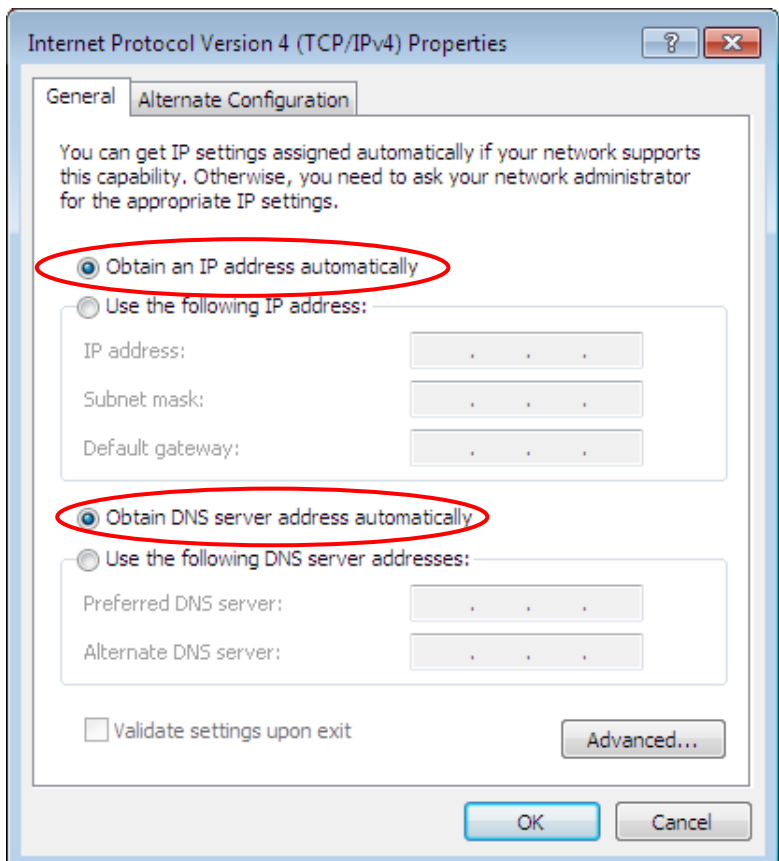 Internet Protocol Version 4 (TCP/IPv4) Properties
General
Alternate Configuration
You can get IP settings assigned automatically if your network supports
this capability. Otherwise, you need to ask your network administrator
for the appropriate IP settings.
Obtain an IP address automatically
Use the following IP address:
IP address:
Subnet mask:
Default gateway:
Obtain DNS server address automatically
Use the following DNS server addresses:
Preferred DNS server:
Alternate DNS server:
Validate settings upon exit
Advanced...
OK
Cancel